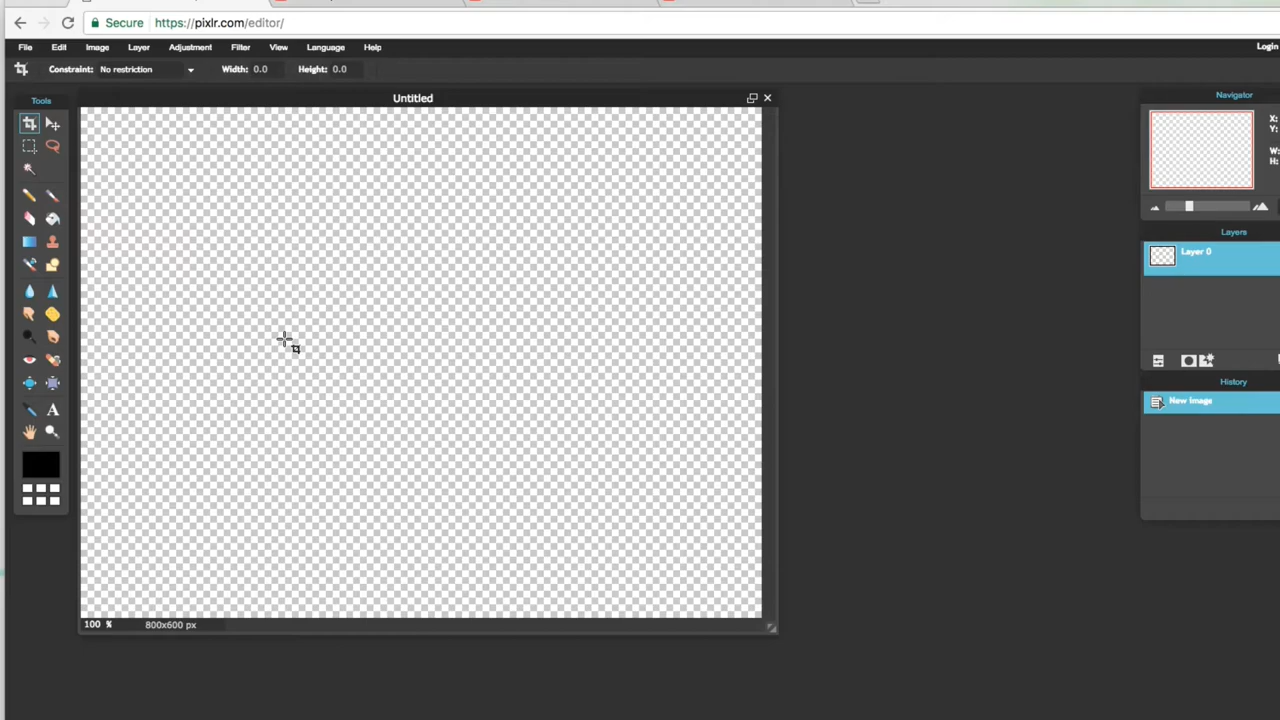 Secure https://pixlr.com/editor/
File Edit Image Layer Adjustment Filter View Language Help Login
Constraint: No restriction Width: 0.0 Height: 0.0
Tools
Untitled
100 % 800x600 px
A
Navigator
X:
Y:
W:
H:
Layers
Layer 0
History
New Image